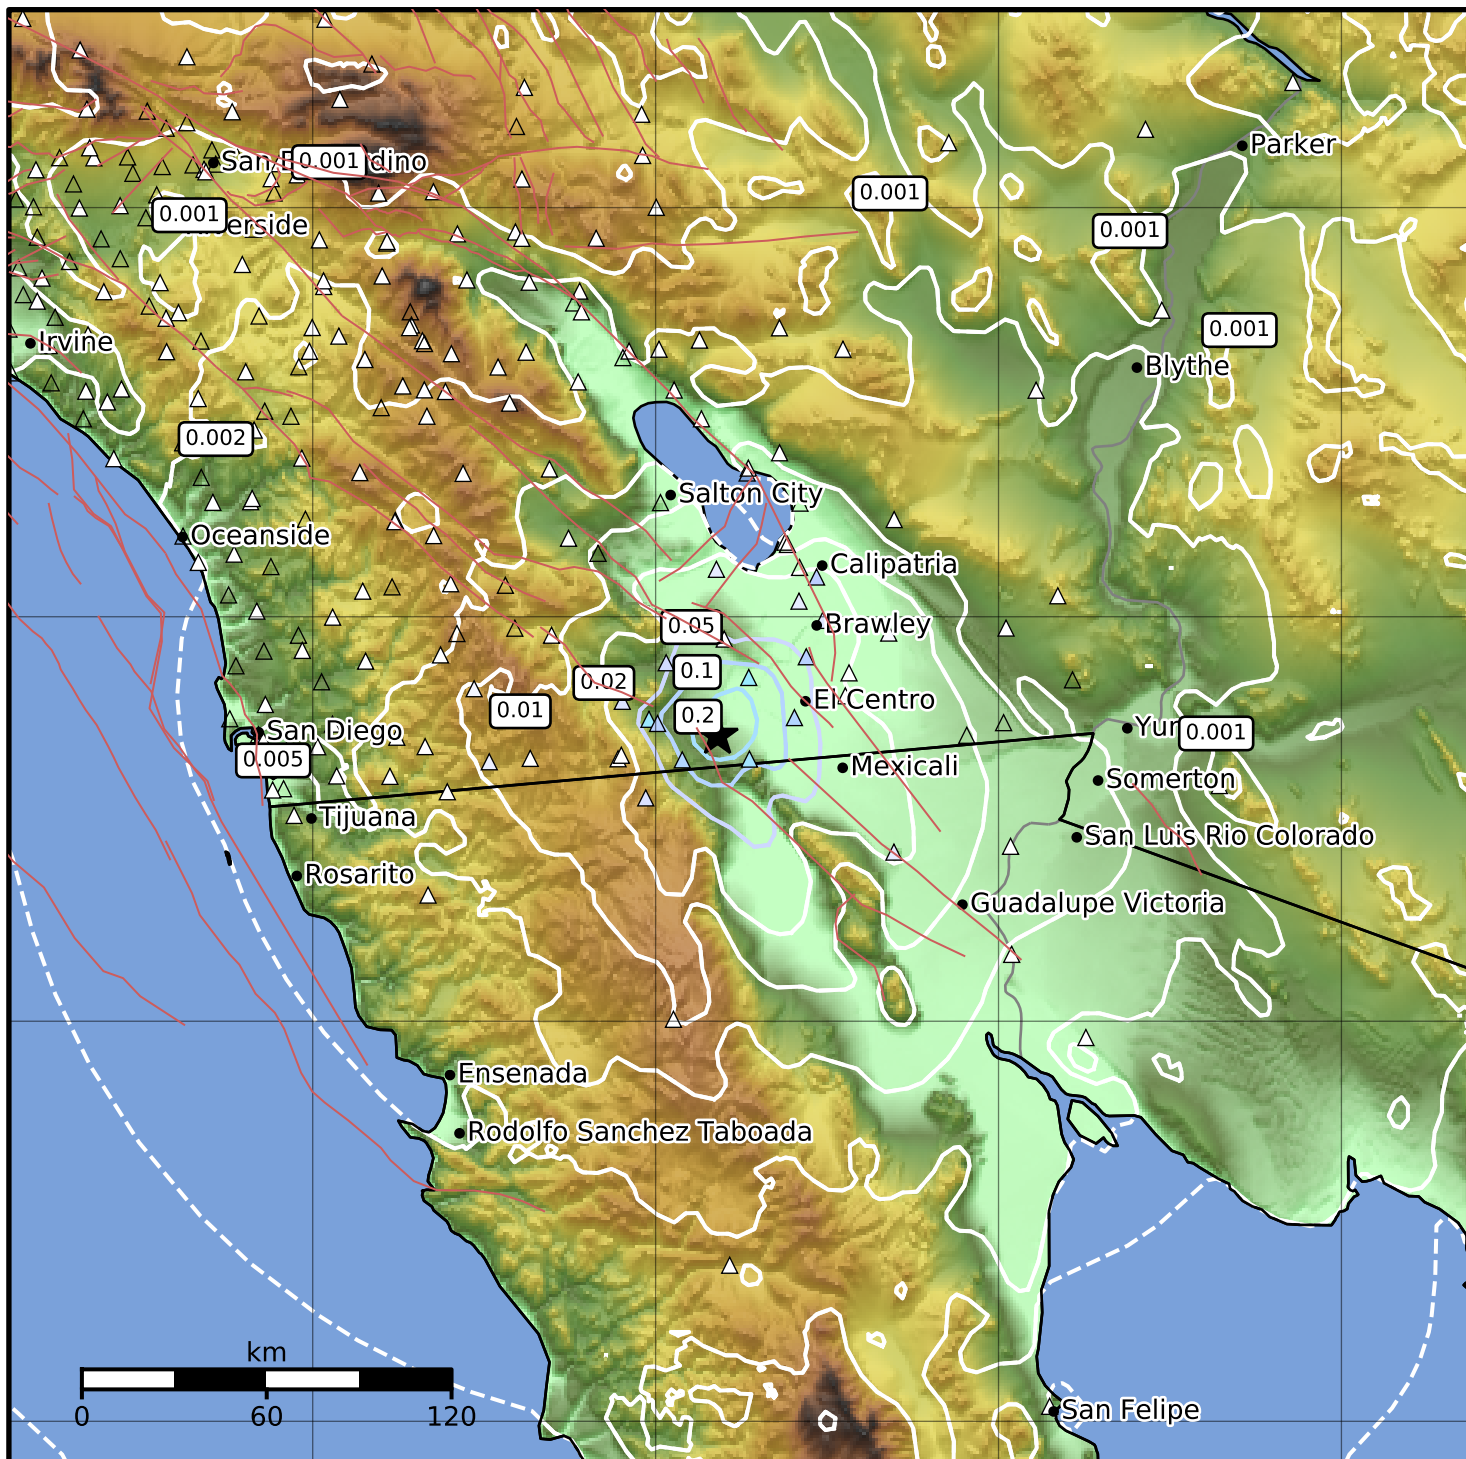 Parker
San
dino
0.001
0.001
0.001
erside
0.001
0.001
Irvine
Blythe
0.002
Salton City
Oceanside
Calipatria
0.05
Brawley
0.1
0.02
El Centro
0.01
0.2
San Diego
Yu
0.001
0.005
Mexicali
Somerton
Tijuana
San Luis Rio Colorado
Rosarito
Guadalupe Victoria
Ensenada
Rodolfo Sanchez Taboada
km
0 60 120
San Felipe